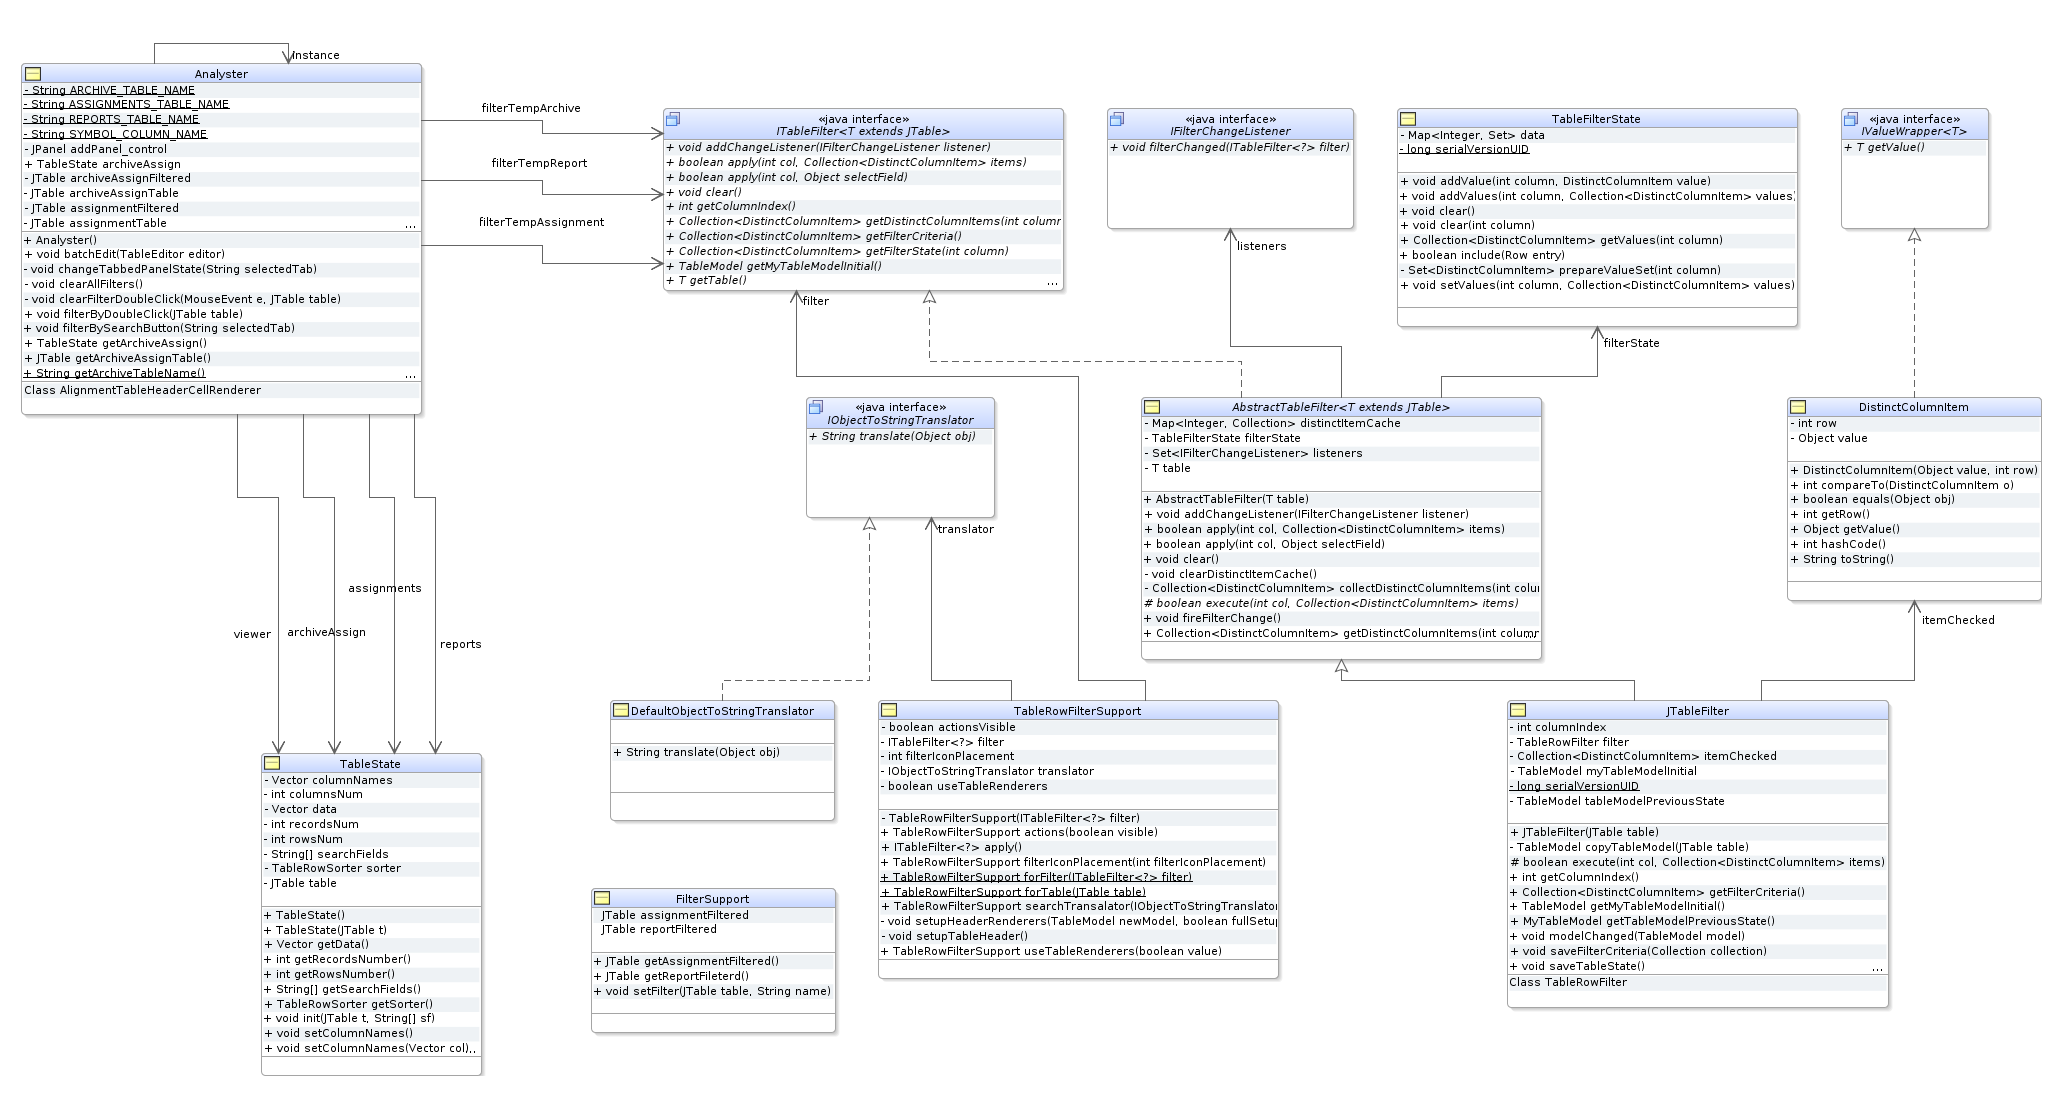 instance
Analyster
- String ARCHIVE_TABLE_NAME
- String ASSIGNMENTS_TABLE_NAME
- String REPORTS_TABLE_NAME
- String SYMBOL_COLUMN_NAME
- JPanel addPanel_control
+ TableState archiveAssign
- JTable archiveAssignFiltered
- JTable archiveAssignTable
- JTable assignmentFiltered
- JTable assignmentTable
...
+ Analyster()
+ void batchEdit(TableEditor editor)
- void changeTabbedPanelState(String selectedTab)
- void clearAllFilters()
- void clearFilterDoubleClick(MouseEvent e, JTable table)
+ void filterByDoubleClick(JTable table)
+ void filterBySearchButton(String selectedTab)
+ TableState getArchiveAssign()
+ JTable getArchiveAssignTable()
+ String getArchiveTableName()
...
Class AlignmentTableHeaderCellRenderer
filterTempArchive
filterTempReport
filterTempAssignment
«java interface»
ITableFilter<T extends JTable>
+ void addChangeListener(IFilterChangeListener listener)
+ boolean apply(int col, Collection<DistinctColumnItem> items)
+ boolean apply(int col, Object selectField)
+ void clear()
+ int getColumnIndex()
+ Collection<DistinctColumnItem> getDistinctColumnItems(int column
+ Collection<DistinctColumnItem> getFilterCriteria()
+ Collection<DistinctColumnItem> getFilterState(int column)
+ TableModel getMyTableModelInitial()
+ T getTable()
...
«java interface»
IFilterChangeListener
+ void filterChanged(ITableFilter<?> filter)
TableFilterState
- Map<Integer, Set> data
- long serialVersionUID
+ void addValue(int column, DistinctColumnItem value)
+ void addValues(int column, Collection<DistinctColumnItem> values)
+ void clear()
+ void clear(int column)
+ Collection<DistinctColumnItem> getValues(int column)
+ boolean include(Row entry)
- Set<DistinctColumnItem> prepareValueSet(int column)
+ void setValues(int column, Collection<DistinctColumnItem> values)
«java interface»
IValueWrapper<T>
+ T getValue()
filter
listeners
filterState
«java interface»
IObjectToStringTranslator
+ String translate(Object obj)
AbstractTableFilter<T extends JTable>
- Map<Integer, Collection> distinctItemCache
- TableFilterState filterState
- Set<IFilterChangeListener> listeners
- T table
+ AbstractTableFilter(T table)
+ void addChangeListener(IFilterChangeListener listener)
+ boolean apply(int col, Collection<DistinctColumnItem> items)
+ boolean apply(int col, Object selectField)
+ void clear()
- void clearDistinctItemCache()
- Collection<DistinctColumnItem> collectDistinctColumnItems(int colu
# boolean execute(int col, Collection<DistinctColumnItem> items)
+ void fireFilterChange()
+ Collection<DistinctColumnItem> getDistinctColumnItems(int column
...
DistinctColumnItem
- int row
- Object value
+ DistinctColumnItem(Object value, int row)
+ int compareTo(DistinctColumnItem o)
+ boolean equals(Object obj)
+ int getRow()
+ Object getValue()
+ int hashCode()
+ String toString()
translator
itemChecked
viewer
archiveAssign
assignments
reports
TableState
- Vector columnNames
- int columnsNum
- Vector data
- int recordsNum
- int rowsNum
- String[] searchFields
- TableRowSorter sorter
- JTable table
+ TableState()
+ TableState(JTable t)
+ Vector getData()
+ int getRecordsNumber()
+ int getRowsNumber()
+ String[] getSearchFields()
+ TableRowSorter getSorter()
+ void init(JTable t, String[] sf)
+ void setColumnNames()
+ void setColumnNames(Vector col)...
DefaultObjectToStringTranslator
+ String translate(Object obj)
FilterSupport
JTable assignmentFiltered
JTable reportFiltered
+ JTable getAssignmentFiltered()
+ JTable getReportFileterd()
+ void setFilter(JTable table, String name)
TableRowFilterSupport
- boolean actionsVisible
- ITableFilter<?> filter
- int filterIconPlacement
- IObjectToStringTranslator translator
- boolean useTableRenderers
- TableRowFilterSupport(ITableFilter<?> filter)
+ TableRowFilterSupport actions(boolean visible)
+ ITableFilter<?> apply()
+ TableRowFilterSupport filterIconPlacement(int filterIconPlacement)
+ TableRowFilterSupport forFilter(ITableFilter<?> filter)
+ TableRowFilterSupport forTable(JTable table)
+ TableRowFilterSupport searchTransalator(IObjectToStringTranslator
- void setupHeaderRenderers(TableModel newModel, boolean fullSetup
- void setupTableHeader()
+ TableRowFilterSupport useTableRenderers(boolean value)
JTableFilter
- int columnIndex
- TableRowFilter filter
- Collection<DistinctColumnItem> itemChecked
- TableModel myTableModelInitial
- long serialVersionUID
- TableModel tableModelPreviousState
+ JTableFilter(JTable table)
- TableModel copyTableModel(JTable table)
# boolean execute(int col, Collection<DistinctColumnItem> items)
+ int getColumnIndex()
+ Collection<DistinctColumnItem> getFilterCriteria()
+ TableModel getMyTableModelInitial()
+ MyTableModel getTableModelPreviousState()
+ void modelChanged(TableModel model)
+ void saveFilterCriteria(Collection collection)
+ void saveTableState()
...
Class TableRowFilter